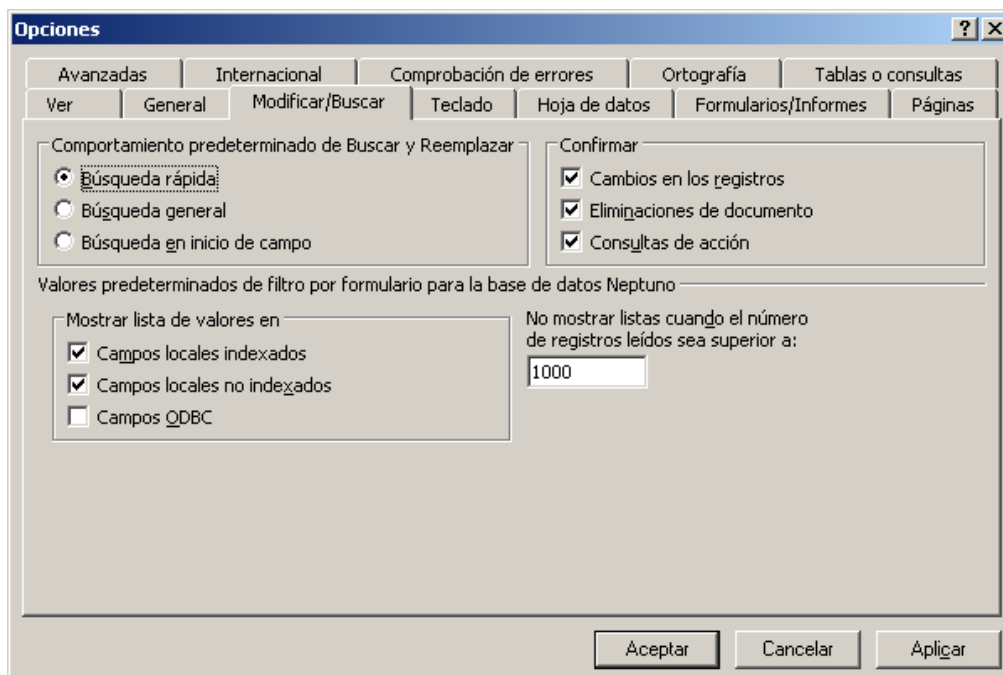 Opciones
Avanzadas Internacional Comprobación de errores Ortografía Tablas o consultas
Ver General Modificar/Buscar Teclado Hoja de datos Formularios/Informes Páginas
Comportamiento predeterminado de Buscar y Reemplazar
Búsqueda rápida
Búsqueda general
Búsqueda en inicio de campo
Confirmar
Cambios en los registros
Eliminaciones de documento
Consultas de acción
Valores predeterminados de filtro por formulario para la base de datos Neptuno
Mostrar lista de valores en
Campos locales indexados
Campos locales no indexados
Campos ODBC
No mostrar listas cuando el número
de registros leídos sea superior a:
1000
Aceptar Cancelar Aplicar